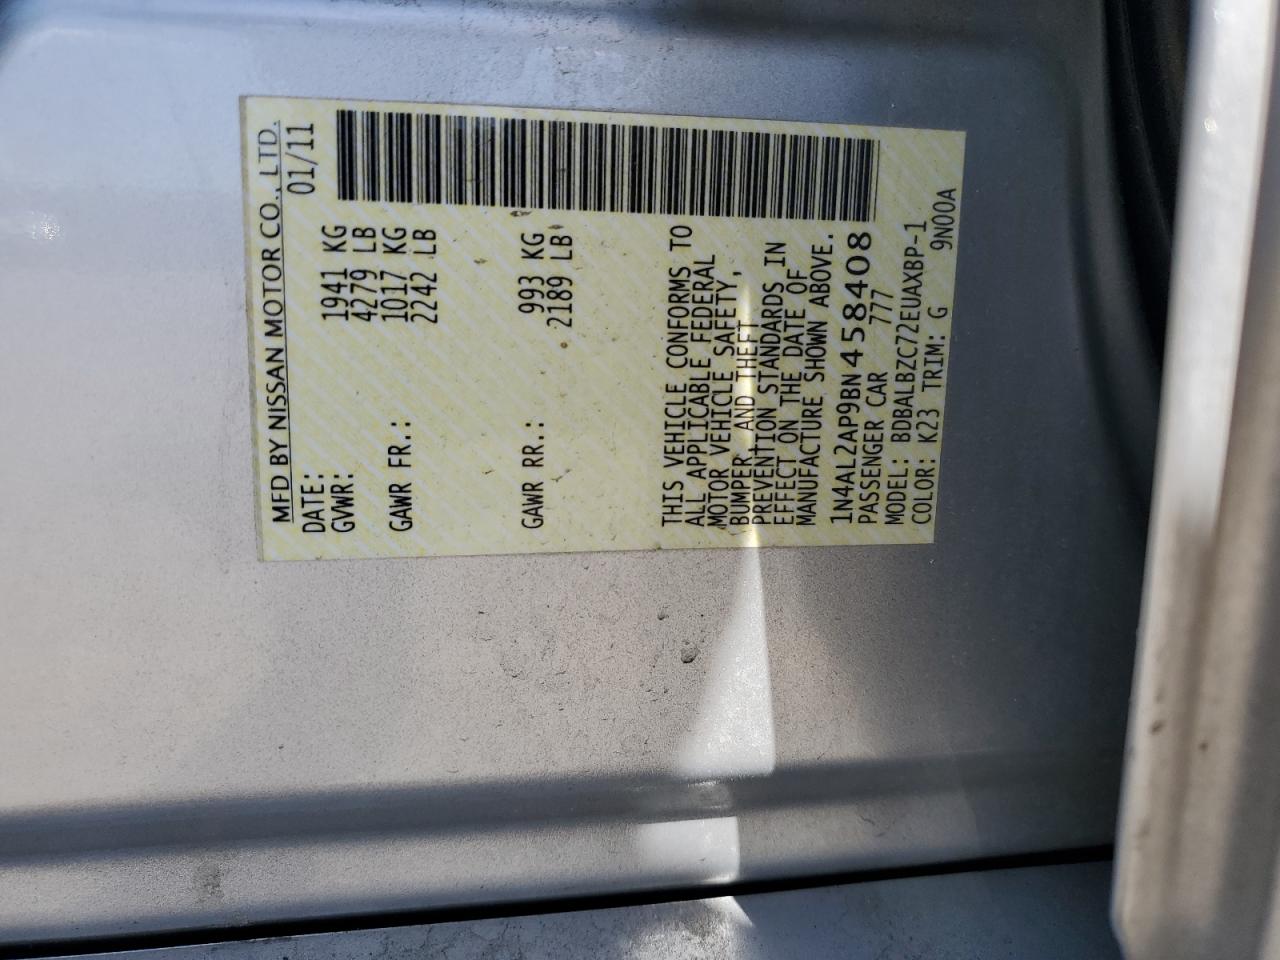 MFD BY NISSAN MOTOR CO., LTD.
DATE: 01/11
GVWR: 1941 KG
4279 LB
GAWR FR.: 1017 KG
2242 LB
GAWR RR.: 993 KG
2189 LB
THIS VEHICLE CONFORMS TO
ALL APPLICABLE FEDERAL
MOTOR VEHICLE SAFETY,
BUMPER, AND THEFT
PREVENTION STANDARDS IN
EFFECT ON THE DATE OF
MANUFACTURE SHOWN ABOVE.
1N4AL2AP9BN458408
PASSENGER CAR 777
MODEL: BDBALBZC72EUAXBP-1
COLOR: K23 TRIM: G 9N00A